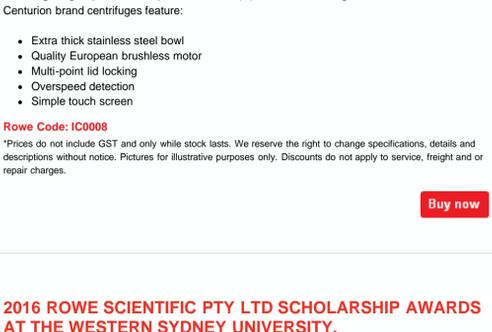 Centurion brand centrifuges feature:
Extra thick stainless steel bowl
Quality European brushless motor
Multi-point lid locking
Overspeed detection
Simple touch screen
Rowe Code: IC0008
*Prices do not include GST and only while stock lasts. We reserve the right to change specifications, details and
descriptions without notice. Pictures for illustrative purposes only. Discounts do not apply to service, freight and or
repair charges.
Buy now
2016 ROWE SCIENTIFIC PTY LTD SCHOLARSHIP AWARDS
AT THE WESTERN SYDNEY UNIVERSITY.